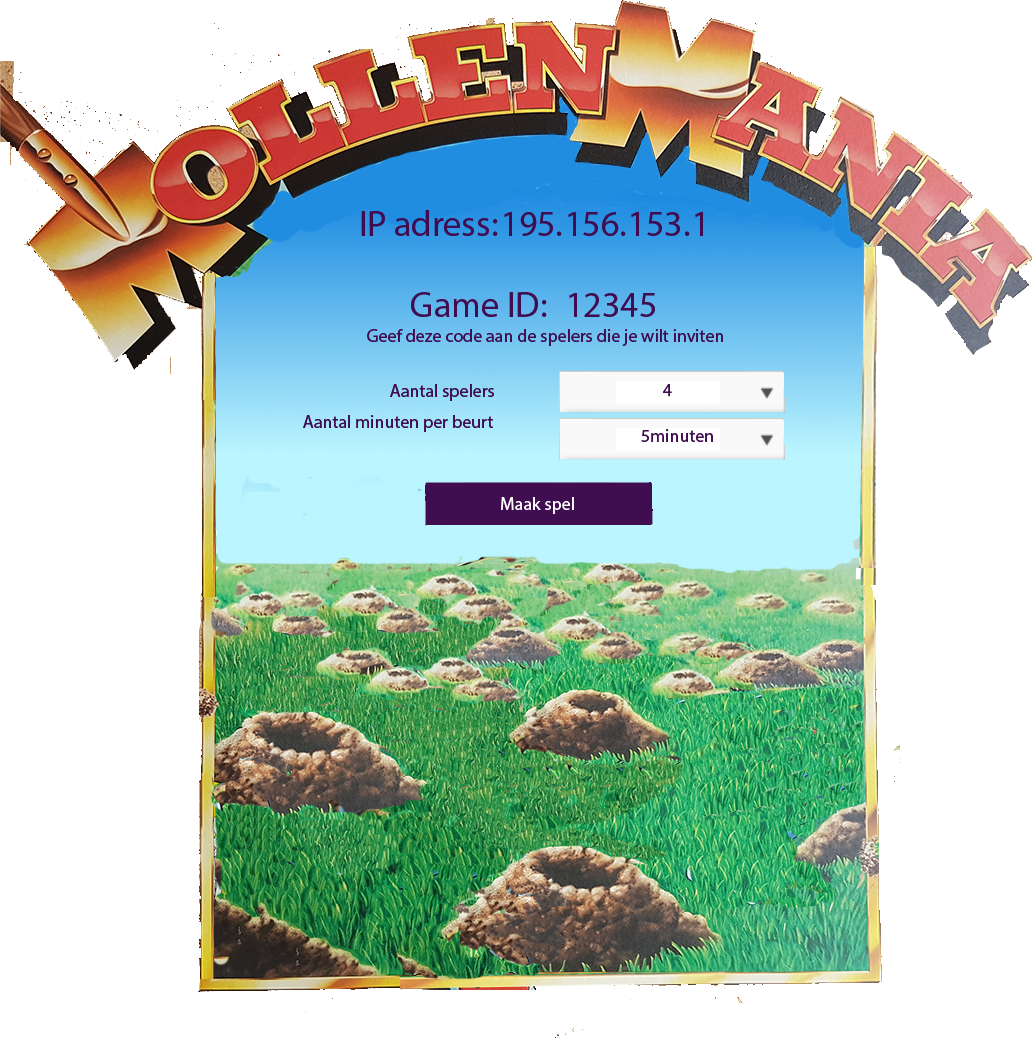 MOLLENMANIA
IP adress:195.156.153.1
Game ID: 12345
Geef deze code aan de spelers die je wilt inviten
Aantal spelers 4
Aantal minuten per beurt 5minuten
Maak spel